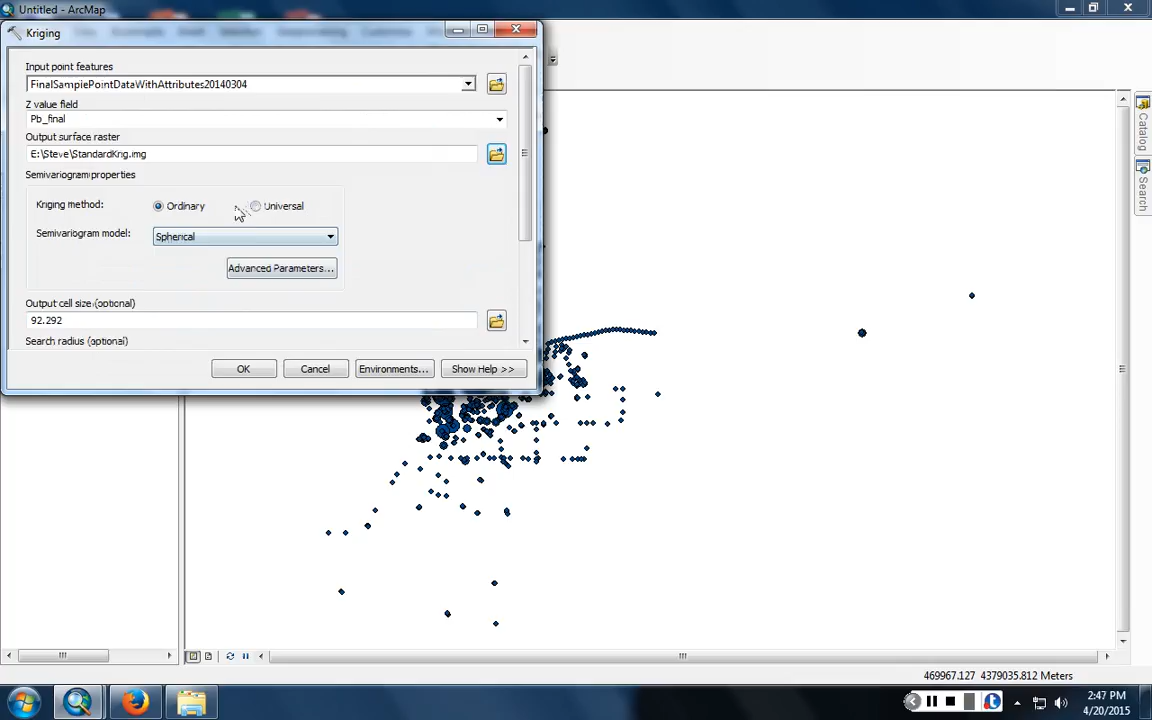 Untitled - ArcMap
Kriging
Input point features
FinalSamplePointDataWithAttributes20140304
Z value field
Pb_final
Output surface raster
E:\Steve\StandardKrig.img
Semivariogram properties
Kriging method:
Ordinary
Universal
Semivariogram model:
Spherical
Advanced Parameters...
Output cell size (optional)
92.292
Search radius (optional)
OK
Cancel
Environments...
Show Help >>
Catalog
Search
469967.127 4379035.812 Meters
2:47 PM
4/20/2015